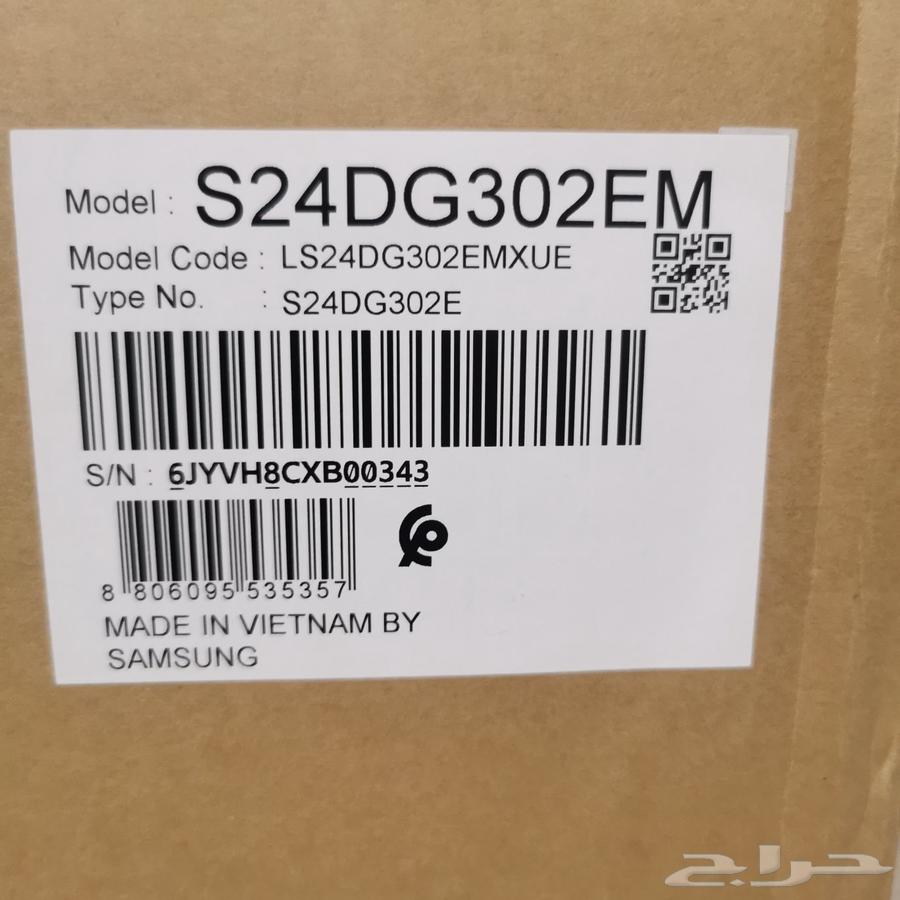 Model : S24DG302EM
Model Code : LS24DG302EMXUE
Type No. : S24DG302E
S/N : 6JYVH8CXB00343
8 806095 535357
MADE IN VIETNAM BY
SAMSUNG
حراج